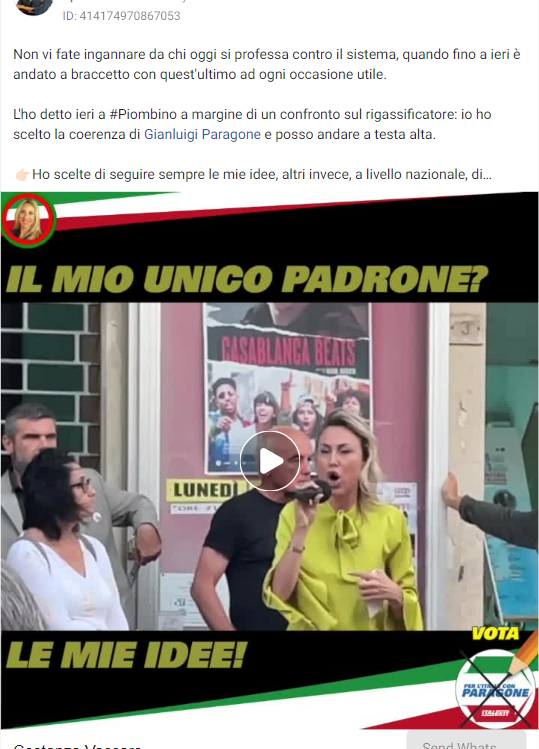 ID: 414174970867053
Non vi fate ingannare da chi oggi si professa contro il sistema, quando fino a ieri è
andato a braccetto con quest'ultimo ad ogni occasione utile.
L'ho detto ieri a #Piombino a margine di un confronto sul rigassificatore: io ho
scelto la coerenza di Gianluigi Paragone e posso andare a testa alta.
👉🏻Ho scelte di seguire sempre le mie idee, altri invece, a livello nazionale, di...
IL MIO UNICO PADRONE?
CASABLANCA BEATS
LUNEDÌ
LE MIE IDEE!
VOTA
PER L'ITALIA CON
PARAGONE
ITALEXIT
Send Whats...